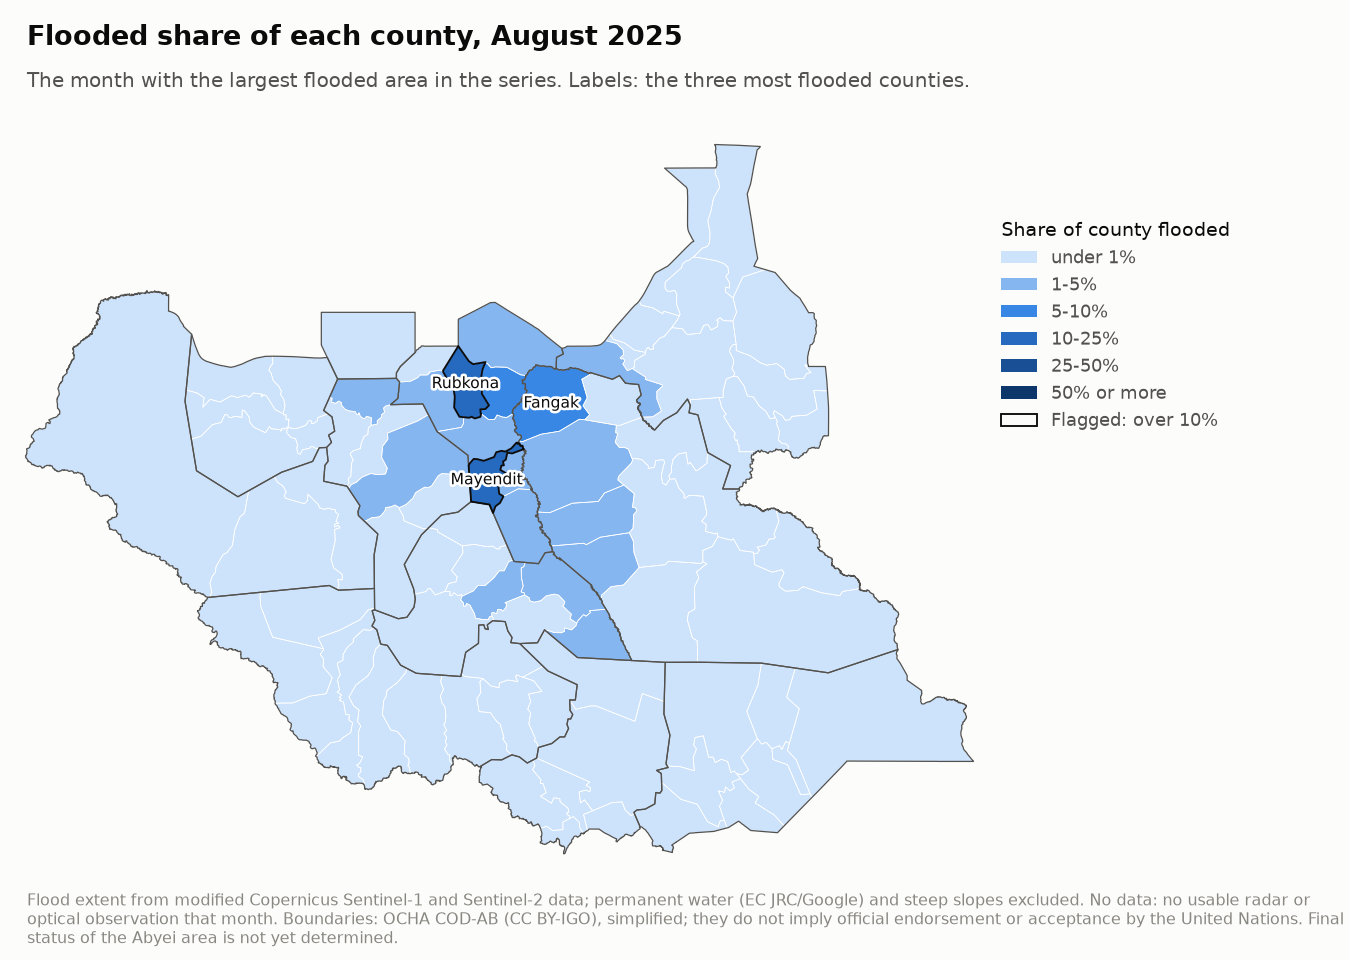 Flooded share of each county, August 2025
The month with the largest flooded area in the series. Labels: the three most flooded counties.
Share of county flooded
under 1%
1-5%
5-10%
10-25%
25-50%
50% or more
Flagged: over 10%
Rubkona
Fangak
Mayendit
Flood extent from modified Copernicus Sentinel-1 and Sentinel-2 data; permanent water (EC JRC/Google) and steep slopes excluded. No data: no usable radar or
optical observation that month. Boundaries: OCHA COD-AB (CC BY-IGO), simplified; they do not imply official endorsement or acceptance by the United Nations. Final
status of the Abyei area is not yet determined.